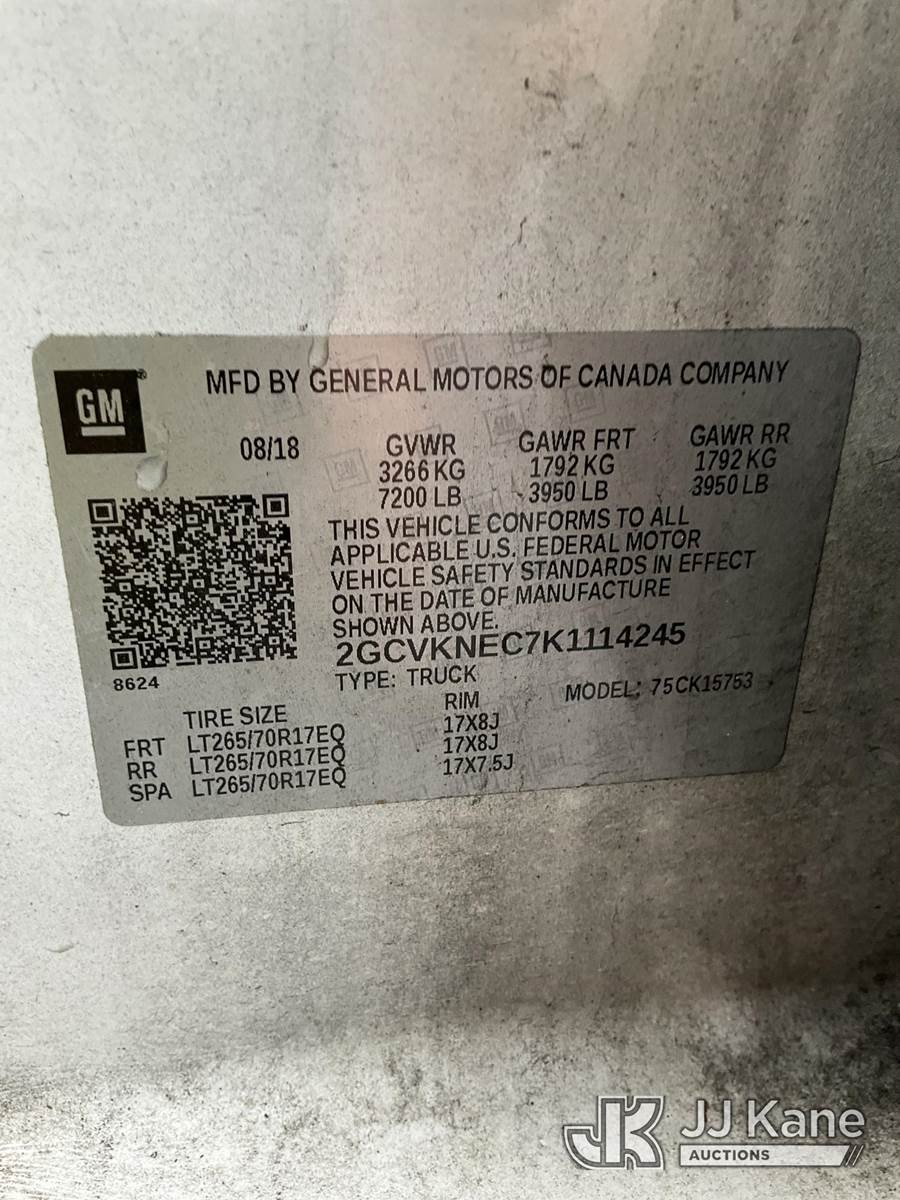 GM
MFD BY GENERAL MOTORS OF CANADA COMPANY
08/18
GVWR GAWR FRT GAWR RR
3266 KG 1792 KG 1792 KG
7200 LB 3950 LB 3950 LB
THIS VEHICLE CONFORMS TO ALL
APPLICABLE U.S. FEDERAL MOTOR
VEHICLE SAFETY STANDARDS IN EFFECT
ON THE DATE OF MANUFACTURE
SHOWN ABOVE.
2GCVKNEC7K1114245
8624
TYPE: TRUCK MODEL: 75CK15753
TIRE SIZE RIM
FRT LT265/70R17EQ 17X8J
RR LT265/70R17EQ 17X8J
SPA LT265/70R17EQ 17X7.5J
JK JJ Kane
AUCTIONS